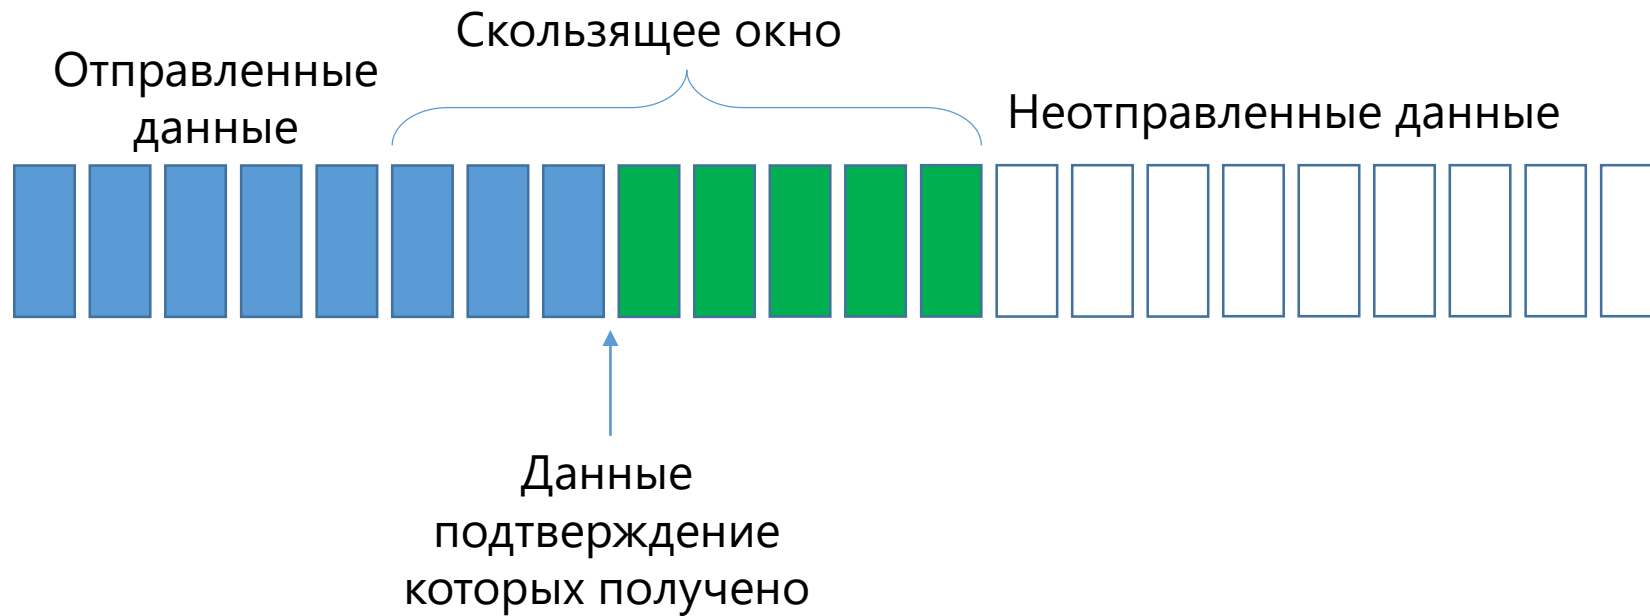 Скользящее окно
Отправленные
данные
Неотправленные данные
Данные
подтверждение
которых получено